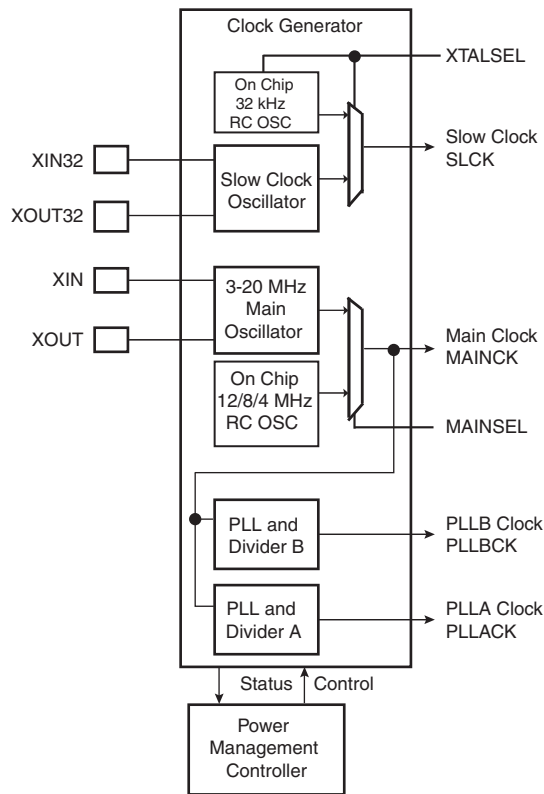 Clock Generator
XTALSEL
On Chip
32 kHz
RC OSC
Slow Clock
SLCK
XIN32
Slow Clock
Oscillator
XOUT32
XIN
3-20 MHz
Main
Oscillator
XOUT
Main Clock
MAINCK
On Chip
12/8/4 MHz
RC OSC
MAINSEL
PLL and
Divider B
PLLB Clock
PLLBCK
PLL and
Divider A
PLLA Clock
PLLACK
Status
Control
Power
Management
Controller